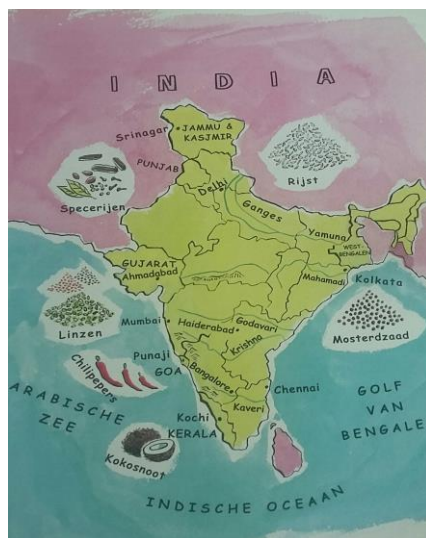 INDIA
Srinagar
JAMMU &
KASJMIR
PUNJAB
Delhi
Rijst
Specerijen
Ganges
Yamuna
WEST-
BENGALEN
GUJARAT
Ahmadabad
Mahamadi
Kolkata
Linzen
Mumbai
Haiderabad
Godavari
Krishna
Mosterdzaad
Punaji
GOA
Chilipepers
Bangalore
Chennai
ARABISCHE
ZEE
GOLF
VAN
BENGALE
Kaveri
Kochi
KERALA
Kokosnoot
INDISCHE OCEAAN